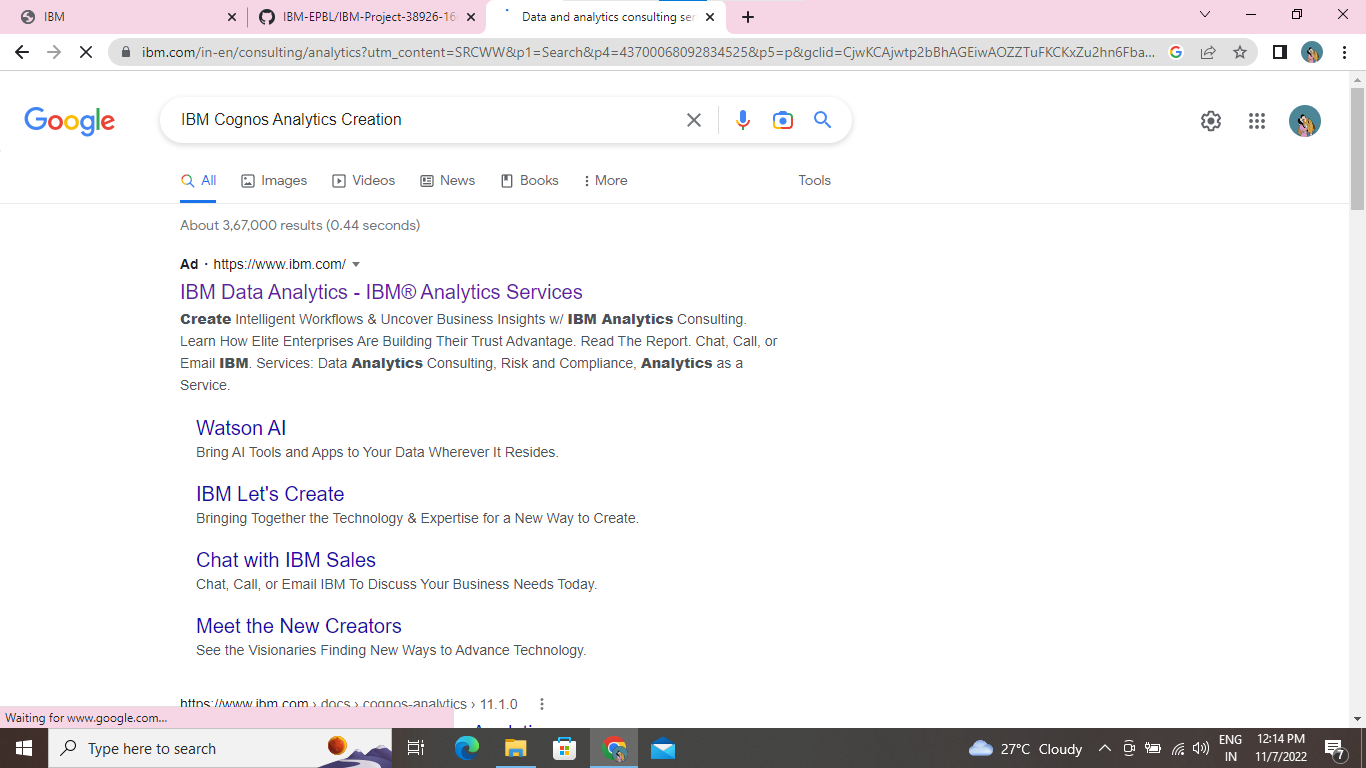 IBM
IBM-EPBL/IBM-Project-38926-16
Data and analytics consulting ser
ibm.com/in-en/consulting/analytics?utm_content=SRCWW&p1=Search&p4=43700068092834525&p5=p&gclid=CjwKCAjwtp2bBhAGEiwAOZZTuFKCKxZu2hn6Fba...
Google
IBM Cognos Analytics Creation
All
Images
Videos
News
Books
More
Tools
About 3,67,000 results (0.44 seconds)
Ad · https://www.ibm.com/
IBM Data Analytics - IBM® Analytics Services
Create Intelligent Workflows & Uncover Business Insights w/ IBM Analytics Consulting.
Learn How Elite Enterprises Are Building Their Trust Advantage. Read The Report. Chat, Call, or
Email IBM. Services: Data Analytics Consulting, Risk and Compliance, Analytics as a
Service.
Watson AI
Bring AI Tools and Apps to Your Data Wherever It Resides.
IBM Let's Create
Bringing Together the Technology & Expertise for a New Way to Create.
Chat with IBM Sales
Chat, Call, or Email IBM To Discuss Your Business Needs Today.
Meet the New Creators
See the Visionaries Finding New Ways to Advance Technology.
https://www.ibm.com › docs › cognos-analytics › 11.1.0
Waiting for www.google.com...
Type here to search
27°C Cloudy
ENG
IN
12:14 PM
11/7/2022
7